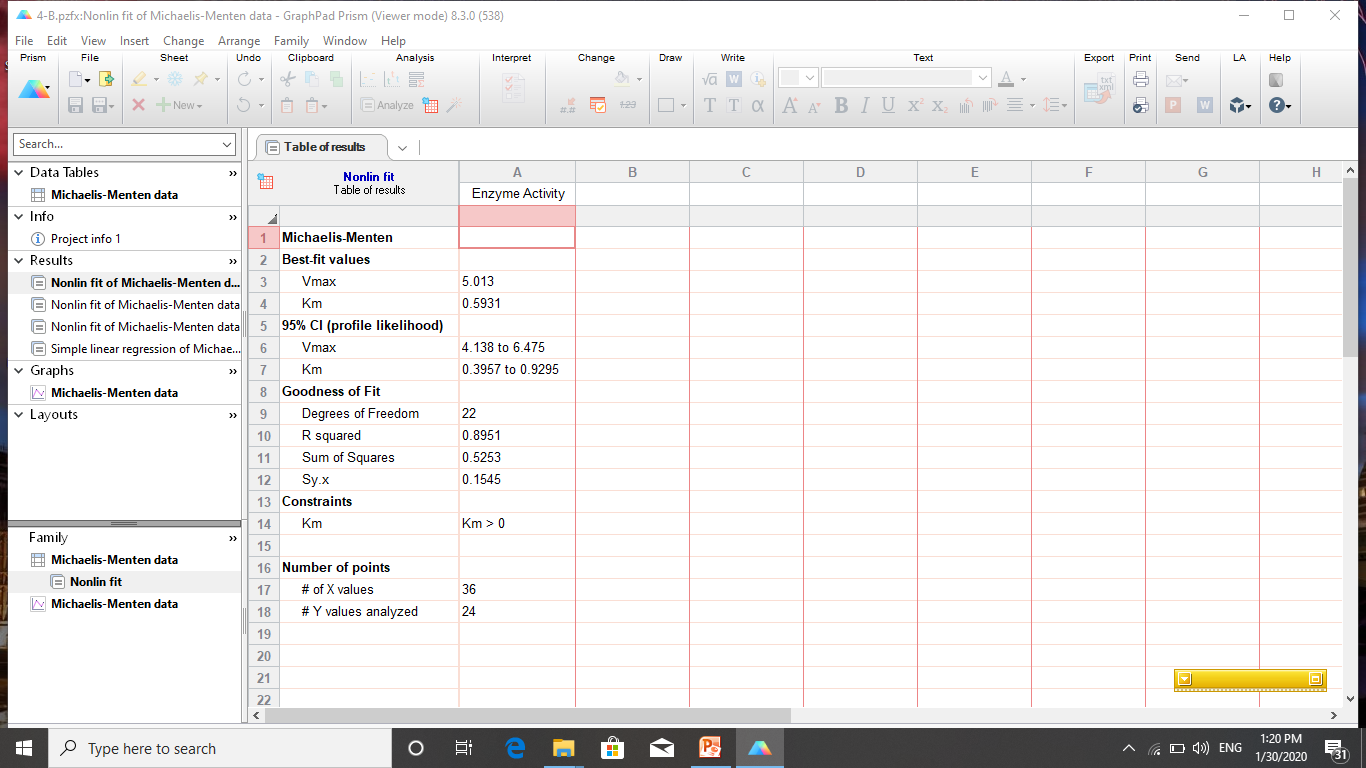 4-B.pzfx:Nonlin fit of Michaelis-Menten data - GraphPad Prism (Viewer mode) 8.3.0 (538)
File Edit View Insert Change Arrange Family Window Help
Prism File Sheet Undo Clipboard Analysis Interpret Change Draw Write Text Export Print Send LA Help
Analyze
New
Search...
Data Tables »
Michaelis-Menten data
Info »
Project info 1
Results »
Nonlin fit of Michaelis-Menten d...
Nonlin fit of Michaelis-Menten data
Nonlin fit of Michaelis-Menten data
Simple linear regression of Michae...
Graphs »
Michaelis-Menten data
Layouts »
Family »
Michaelis-Menten data
Nonlin fit
Michaelis-Menten data
Table of results
Nonlin fit
Table of results
A B C D E F G H
Enzyme Activity
1 Michaelis-Menten
2 Best-fit values
3 Vmax 5.013
4 Km 0.5931
5 95% CI (profile likelihood)
6 Vmax 4.138 to 6.475
7 Km 0.3957 to 0.9295
8 Goodness of Fit
9 Degrees of Freedom 22
10 R squared 0.8951
11 Sum of Squares 0.5253
12 Sy.x 0.1545
13 Constraints
14 Km Km > 0
15
16 Number of points
17 # of X values 36
18 # Y values analyzed 24
19
20
21
22
Type here to search
ENG
1:20 PM
1/30/2020
31